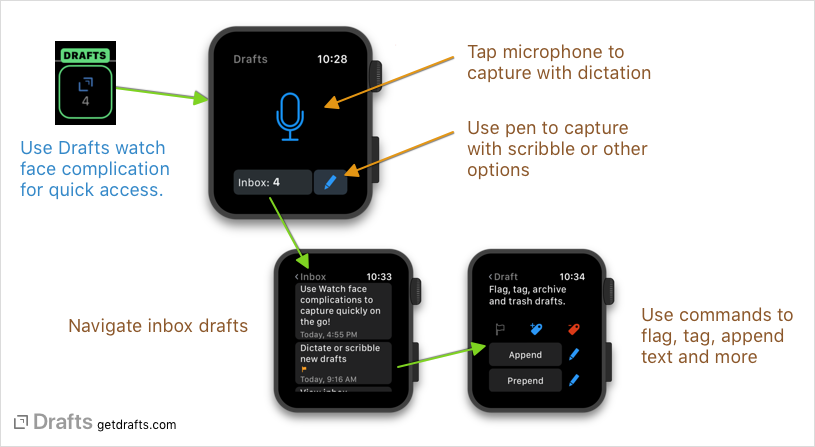 DRAFTS
4
Use Drafts watch
face complication
for quick access.
Drafts 10:28
Inbox: 4
Tap microphone to
capture with dictation
Use pen to capture
with scribble or other
options
Navigate inbox drafts
‹ Inbox 10:33
Use Watch face
complications to
capture quickly on
the go!
Today, 4:55 PM
Dictate or scribble
new drafts
Today, 9:16 AM
View inbox
‹ Draft 10:34
Flag, tag, archive
and trash drafts.
Append
Prepend
Use commands to
flag, tag, append
text and more
Drafts getdrafts.com